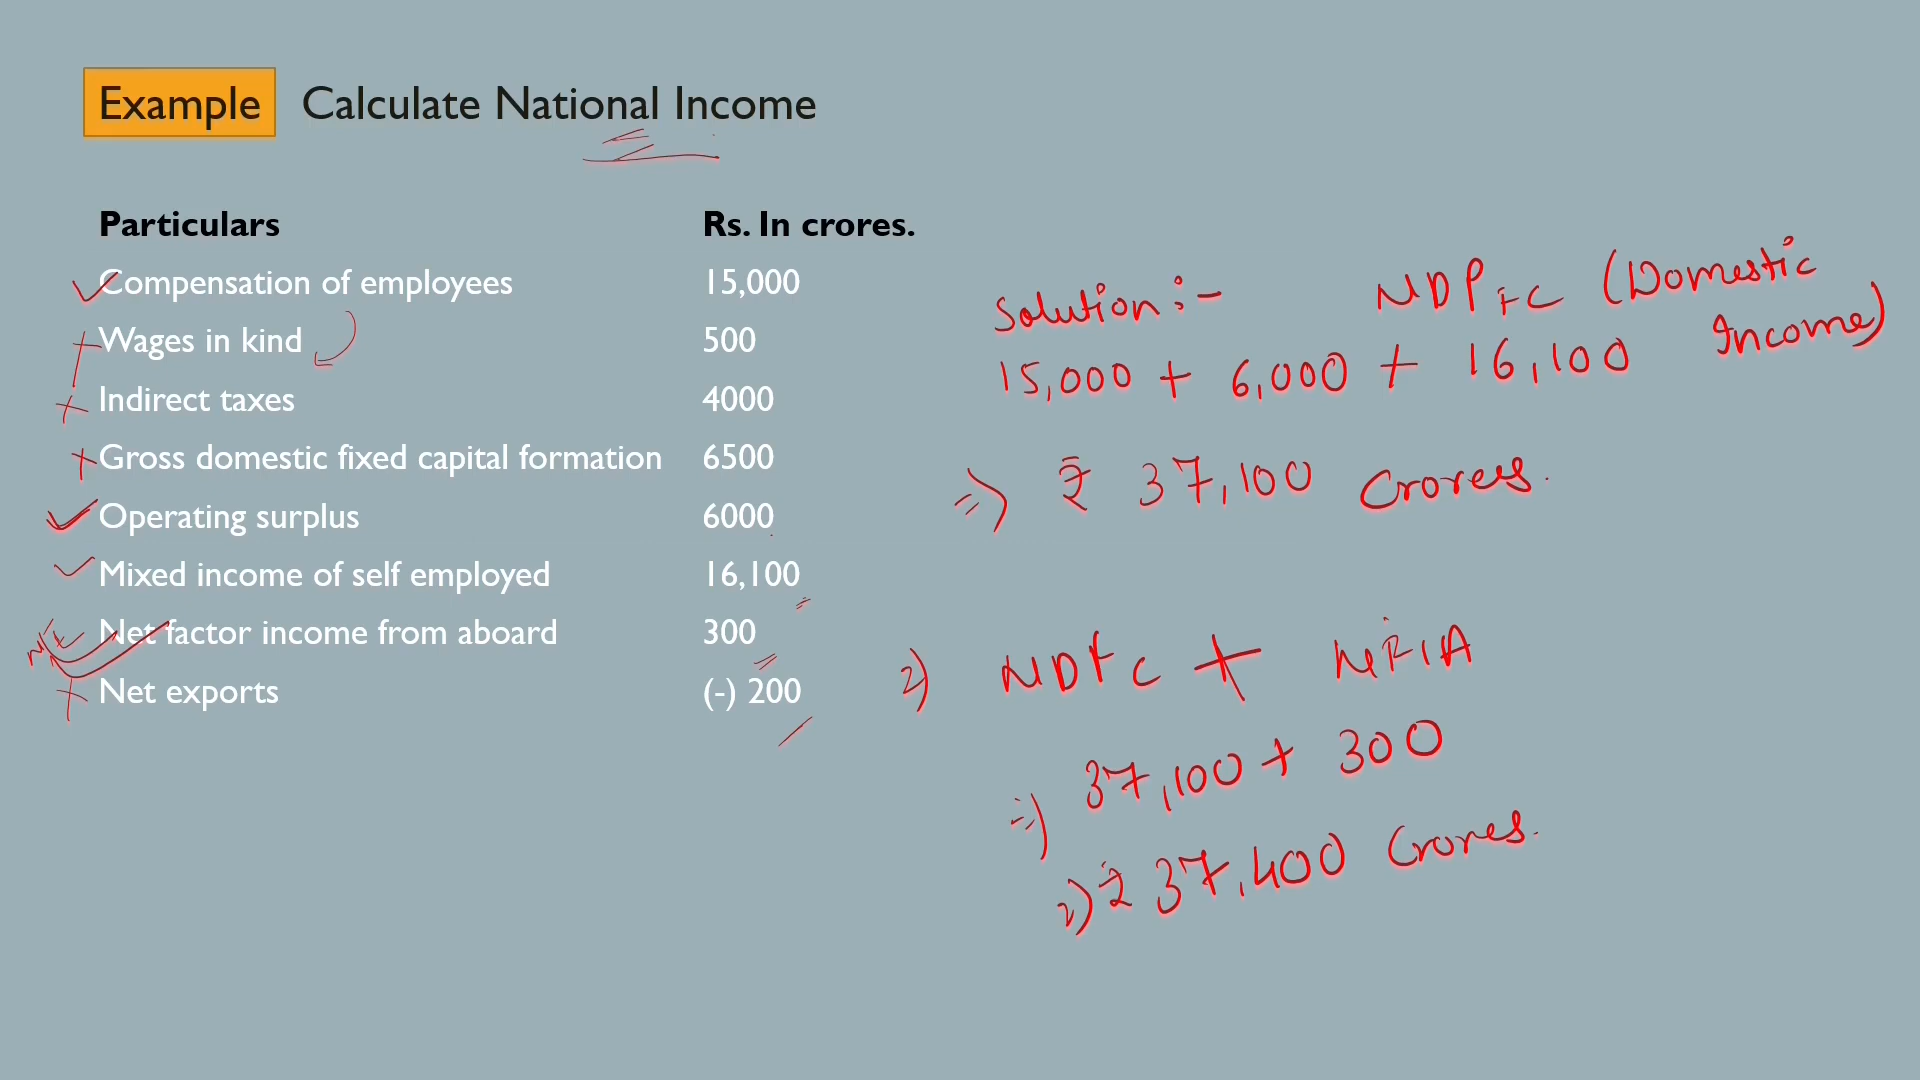 Example Calculate National Income
Particulars Rs. In crores.
Compensation of employees 15,000
Wages in kind 500
Indirect taxes 4000
Gross domestic fixed capital formation 6500
Operating surplus 6000
Mixed income of self employed 16,100
Net factor income from aboard 300
Net exports (-) 200
Solution :- NDP FC (Domestic
Income)
15,000 + 6,000 + 16,100
=) ₹ 37,100 Crores.
NDFC + NFIA
=) 37,100 + 300
₹ 37,400 Crores.